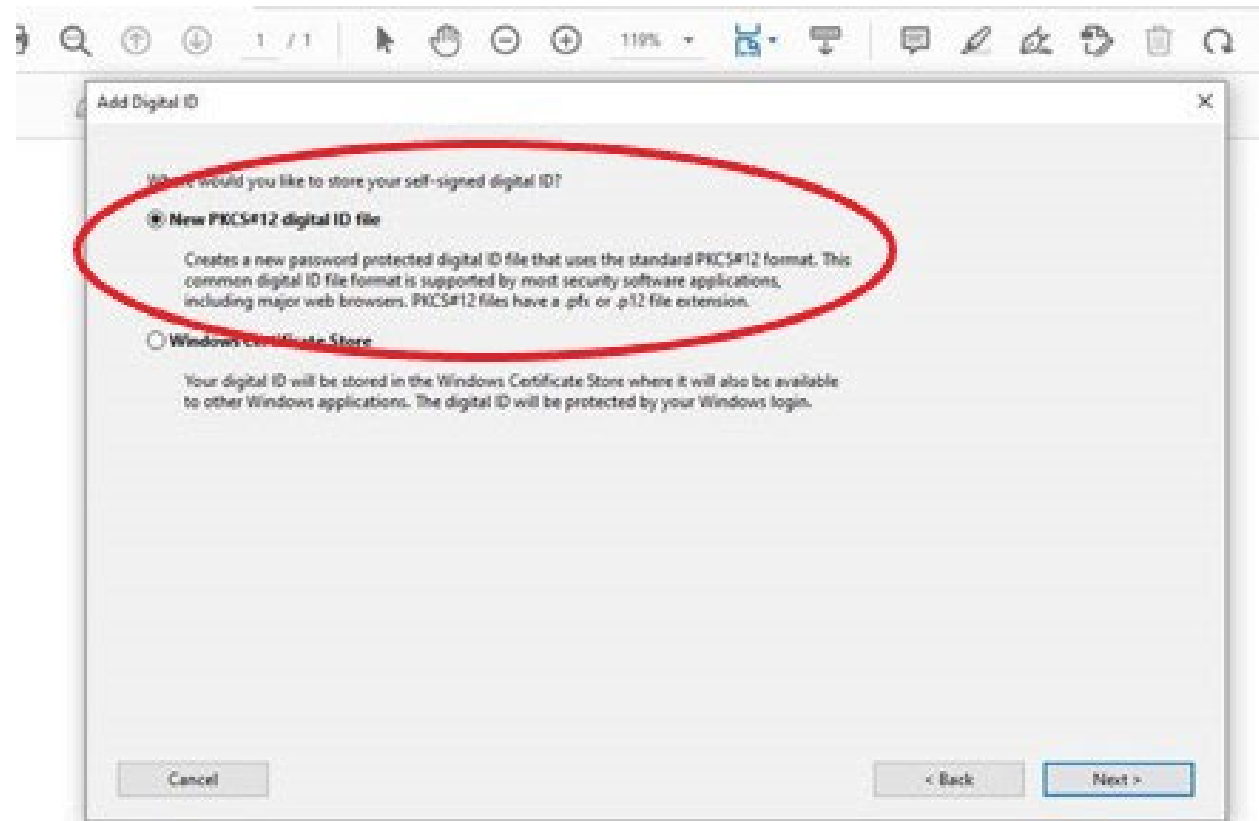 1 / 1 119%
Add Digital ID
Where would you like to store your self-signed digital ID?
New PKCS#12 digital ID file
Creates a new password protected digital ID file that uses the standard PKCS#12 format. This
common digital ID file format is supported by most security software applications,
including major web browsers. PKCS#12 files have a .pfx or .p12 file extension.
Windows Certificate Store
Your digital ID will be stored in the Windows Certificate Store where it will also be available
to other Windows applications. The digital ID will be protected by your Windows login.
Cancel < Back Next >